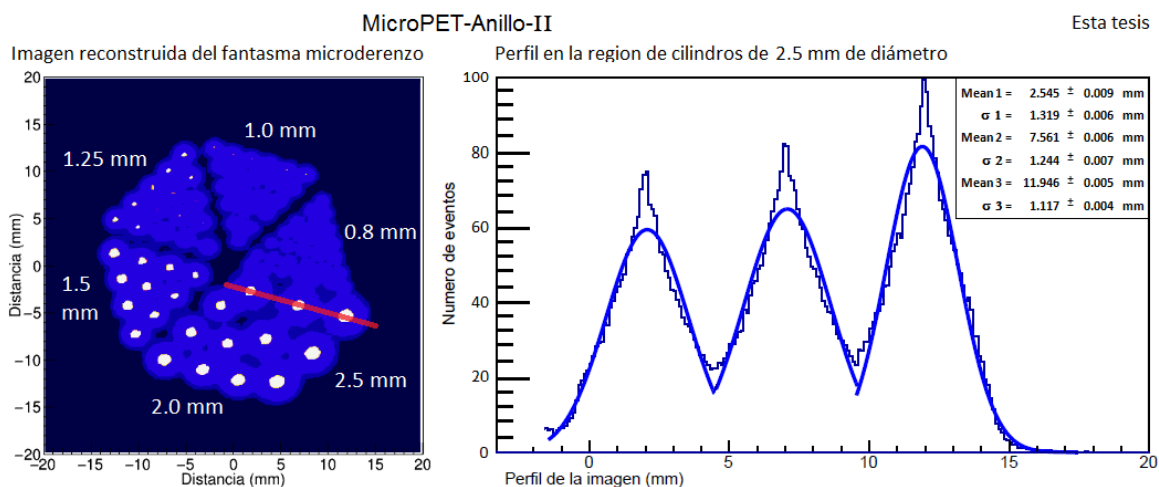 MicroPET-Anillo-II
Esta tesis
Imagen reconstruida del fantasma microderenzo
20
15
10
5
0
−5
−10
−15
−20
Distancia (mm)
−20 −15 −10 −5 0 5 10 15 20
Distancia (mm)
1.0 mm
1.25 mm
0.8 mm
1.5
mm
2.5 mm
2.0 mm
Perfil en la region de cilindros de 2.5 mm de diámetro
100
80
60
40
20
0
Numero de eventos
0 5 10 15 20
Perfil de la imagen (mm)
Mean 1 = 2.545 ± 0.009 mm
σ 1 = 1.319 ± 0.006 mm
Mean 2 = 7.561 ± 0.006 mm
σ 2 = 1.244 ± 0.007 mm
Mean 3 = 11.946 ± 0.005 mm
σ 3 = 1.117 ± 0.004 mm